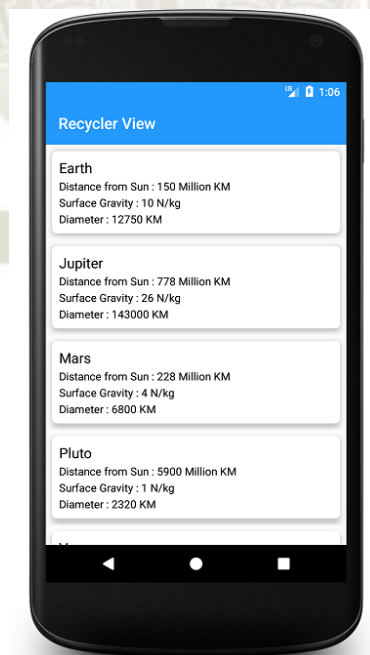 LTE 1:06
Recycler View
Earth
Distance from Sun : 150 Million KM
Surface Gravity : 10 N/kg
Diameter : 12750 KM
Jupiter
Distance from Sun : 778 Million KM
Surface Gravity : 26 N/kg
Diameter : 143000 KM
Mars
Distance from Sun : 228 Million KM
Surface Gravity : 4 N/kg
Diameter : 6800 KM
Pluto
Distance from Sun : 5900 Million KM
Surface Gravity : 1 N/kg
Diameter : 2320 KM